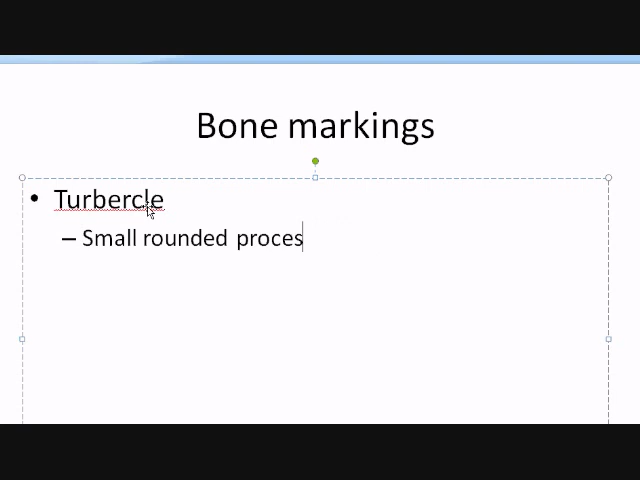 Bone markings
• Turbercle
– Small rounded proces